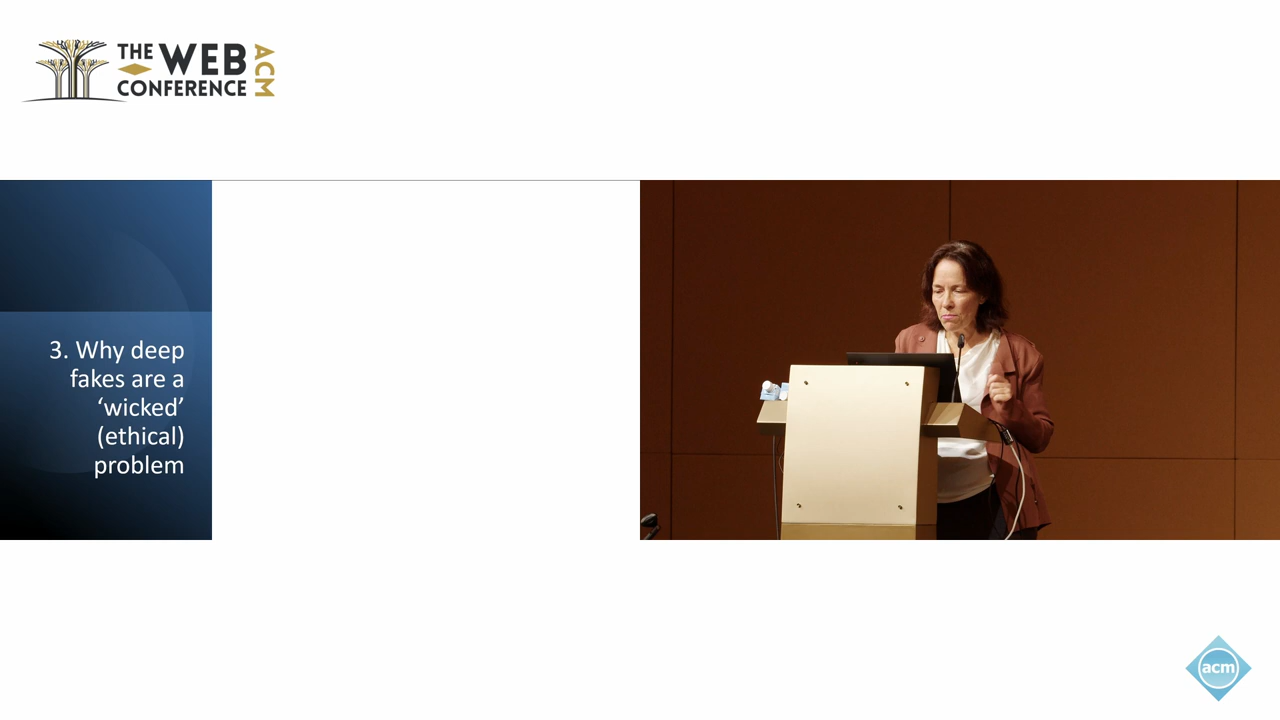 THE WEB
CONFERENCE
ACM
3. Why deep
fakes are a
‘wicked’
(ethical)
problem
acm